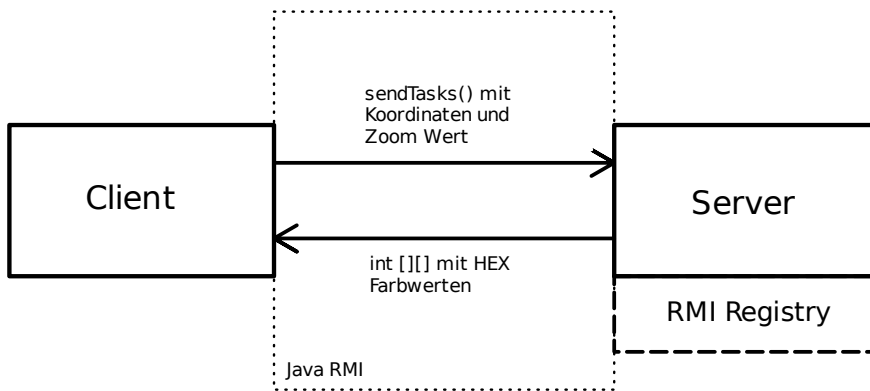 sendTasks() mit
Koordinaten und
Zoom Wert
Client
Server
int [][] mit HEX
Farbwerten
RMI Registry
Java RMI